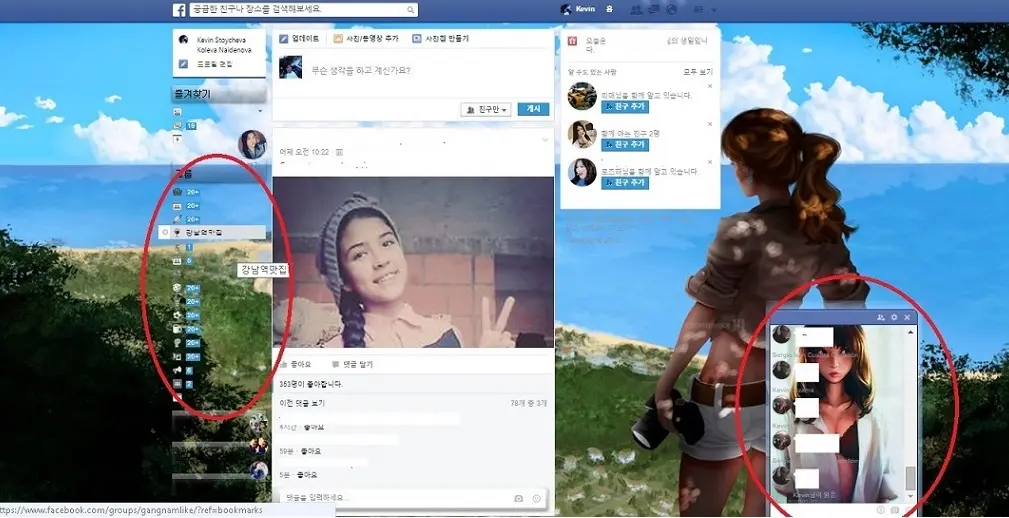 궁금한 친구나 장소를 검색해보세요.
Kevin
홈
Kevin Stoycheva
Koleva Naidenova
프로필 편집
업데이트
사진/동영상 추가
사진첩 만들기
무슨 생각을 하고 계신가요?
친구만
게시
즐겨찾기
19
어제 오전 10:22
그룹
20+
20+
20+
강남역맛집
1
5
강남역맛집
20+
20+
20+
20+
20+
20+
6
2
좋아요
댓글 달기
353명이 좋아합니다.
이전 댓글 보기
78개 중 3개
4시간 · 좋아요
59분 · 좋아요
5분 · 좋아요
댓글을 입력하세요...
오늘은
의 생일입니
다.
알 수도 있는 사람
모두 보기
님을 함께 알고 있습니다.
친구 추가
함께 아는 친구 2명
친구 추가
님을 함께 알고 있습니다.
친구 추가
Kevin님이 읽음
ttps://www.facebook.com/groups/gangnamlike/?ref=bookmarks